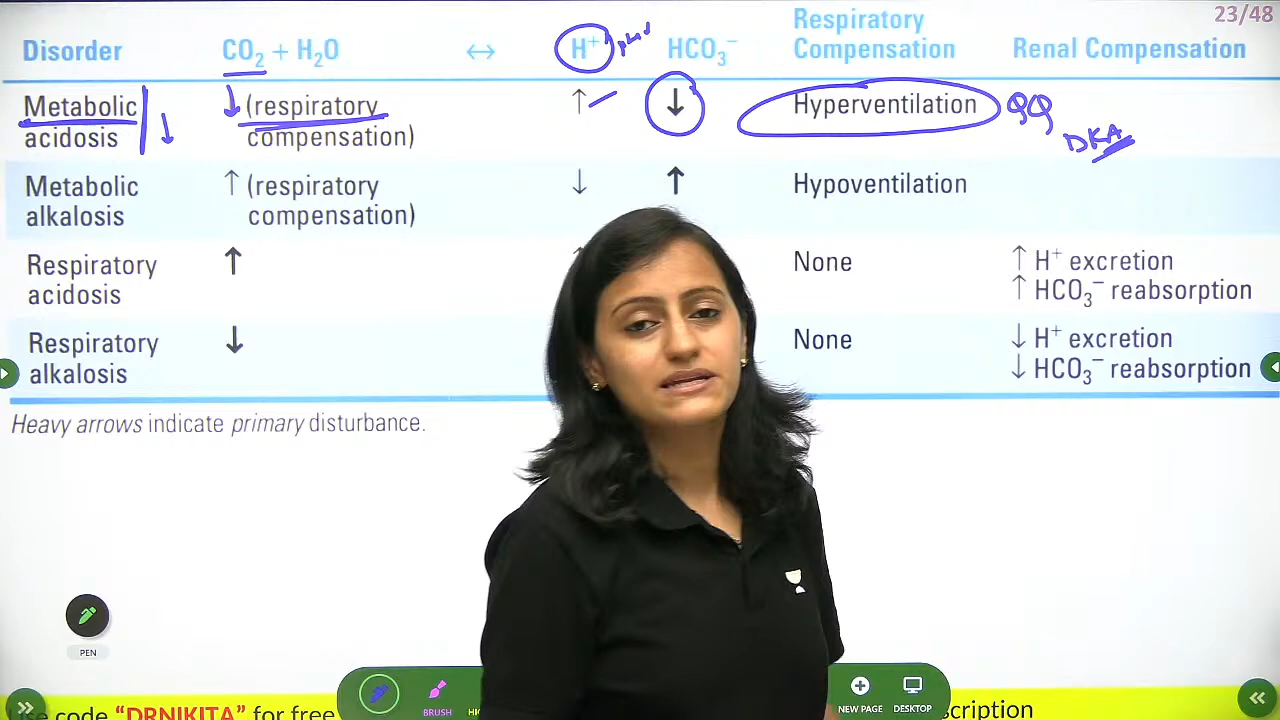 23/48
Disorder CO₂ + H₂O ↔ H⁺ HCO₃⁻ Respiratory Compensation Renal Compensation
Metabolic acidosis ↓ ↓ (respiratory compensation) ↑ ↓ Hyperventilation
DKA
Metabolic alkalosis ↑ (respiratory compensation) ↓ ↑ Hypoventilation
Respiratory acidosis ↑ ↑ None ↑ H⁺ excretion
↑ HCO₃⁻ reabsorption
Respiratory alkalosis ↓ None ↓ H⁺ excretion
↓ HCO₃⁻ reabsorption
Heavy arrows indicate primary disturbance.
PEN
BRUSH
NEW PAGE DESKTOP
code "DRNIKITA" for free